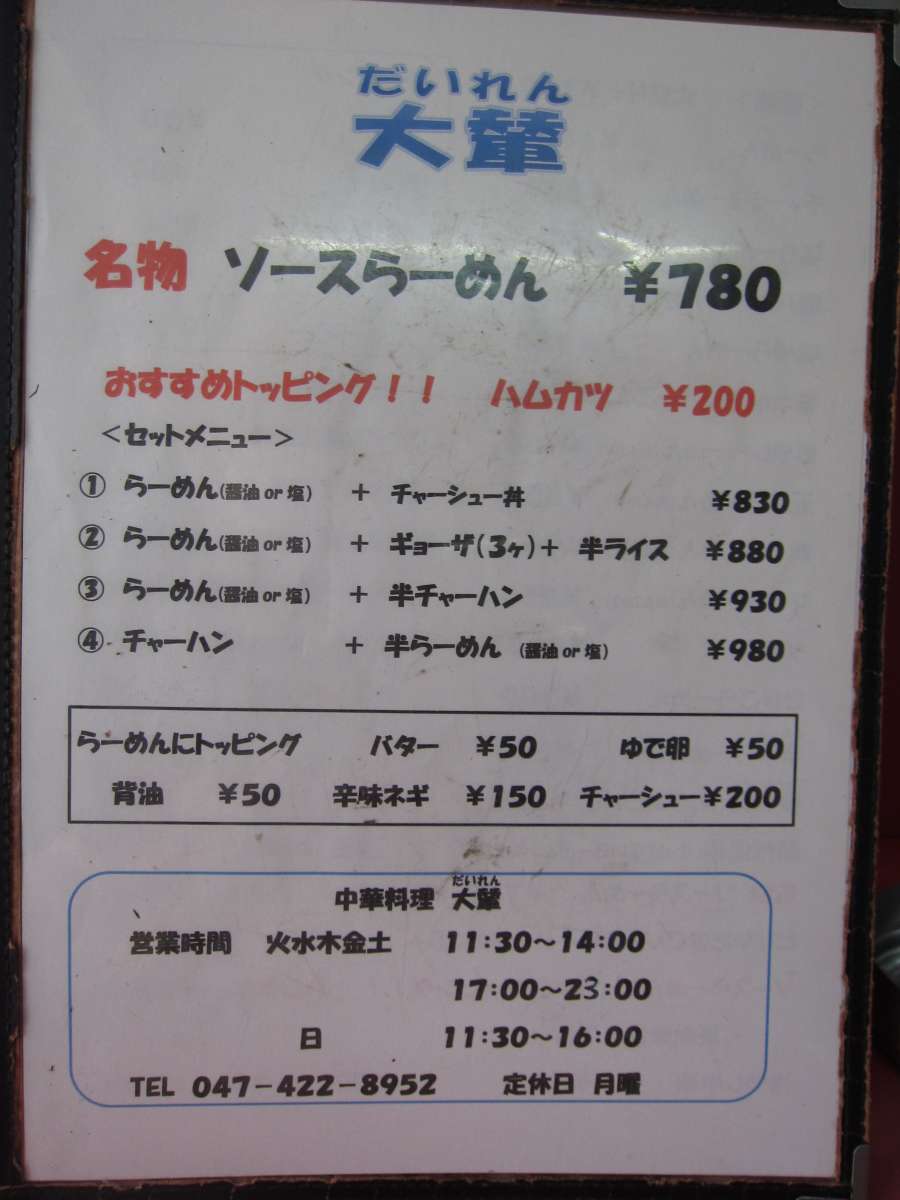 だいれん
大輦
名物 ソースらーめん ¥780
おすすめトッピング！！ ハムカツ ¥200
＜セットメニュー＞
① らーめん(醤油 or 塩) ＋ チャーシュー丼 ¥830
② らーめん(醤油 or 塩) ＋ ギョーザ(3ヶ)＋ 半ライス ¥880
③ らーめん(醤油 or 塩) ＋ 半チャーハン ¥930
④ チャーハン ＋ 半らーめん (醤油 or 塩) ¥980
らーめんにトッピング バター ¥50 ゆで卵 ¥50
背油 ¥50 辛味ネギ ¥150 チャーシュー¥200
だいれん
中華料理 大輦
営業時間 火水木金土 11:30～14:00
17:00～23:00
日 11:30～16:00
TEL 047－422－8952 定休日 月曜